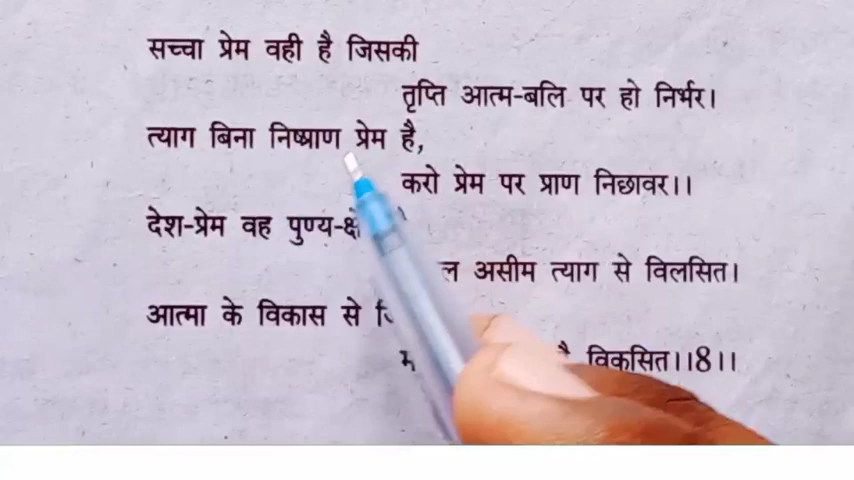 सच्चा प्रेम वही है जिसकी
तृप्ति आत्म-बलि पर हो निर्भर।
त्याग बिना निष्प्राण प्रेम है,
करो प्रेम पर प्राण निछावर।।
देश-प्रेम वह पुण्य-
असीम त्याग से विलसित।
आत्मा के विकास से
विकसित।।8।।